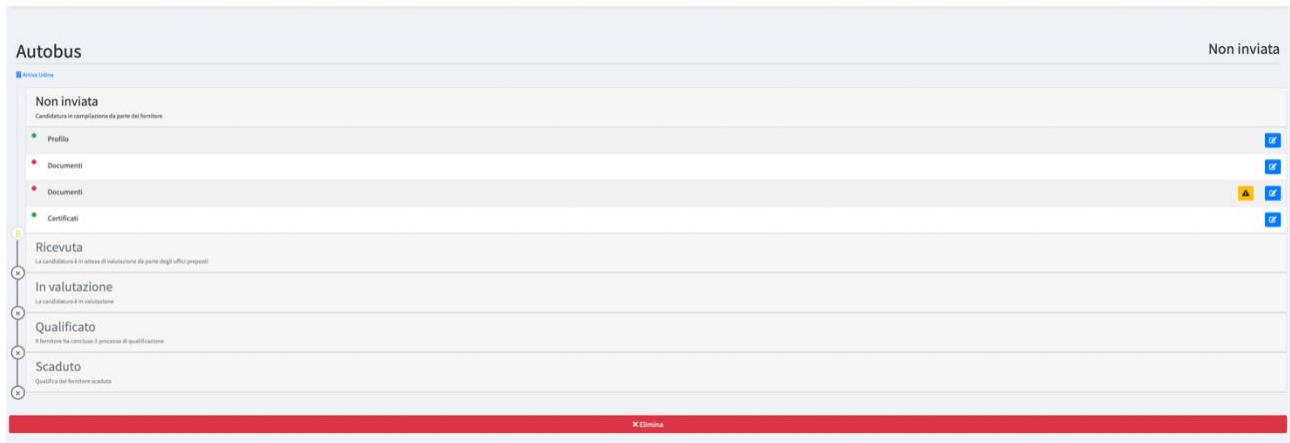 Autobus
Non inviata
Arriva Udine
Non inviata
Candidatura in compilazione da parte del fornitore
Profilo
Documenti
Documenti
Certificati
Ricevuta
La candidatura è in attesa di valutazione da parte degli uffici preposti
In valutazione
La candidatura è in valutazione
Qualificato
Il fornitore ha concluso il processo di qualificazione
Scaduto
Qualifica del fornitore scaduta
Elimina